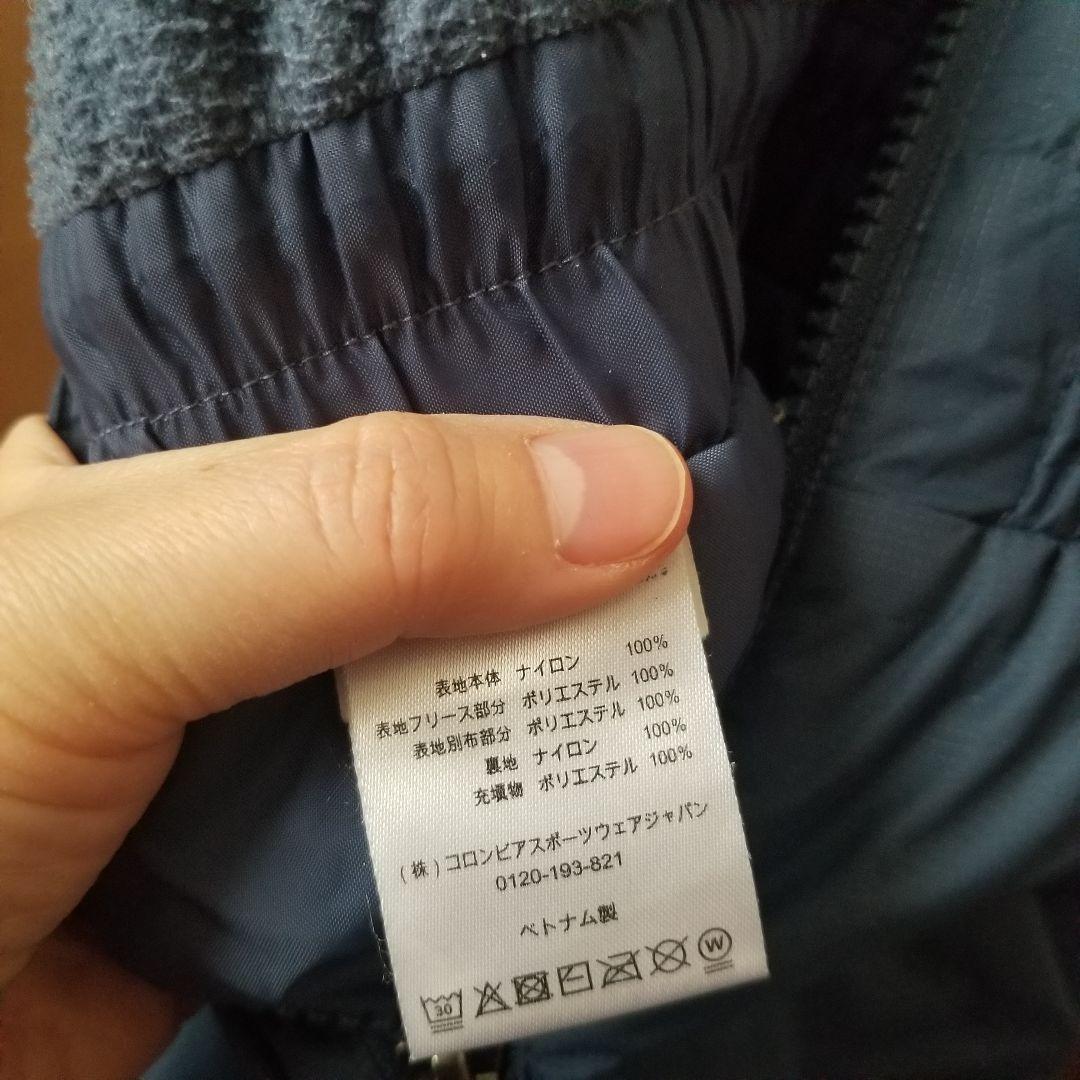 表地本体 ナイロン 100%
表地フリース部分 ポリエステル 100%
表地別布部分 ポリエステル 100%
裏地 ナイロン 100%
充填物 ポリエステル 100%
(株)コロンビアスポーツウェアジャパン
0120-193-821
ベトナム製
30 W